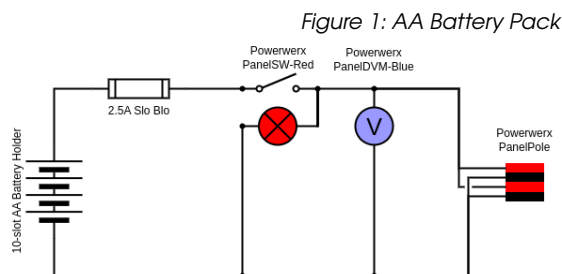 Figure 1: AA Battery Pack
Powerwerx
PanelSW-Red
Powerwerx
PanelDVM-Blue
2.5A Slo Blo
V
Powerwerx
PanelPole
10-slot AA Battery Holder